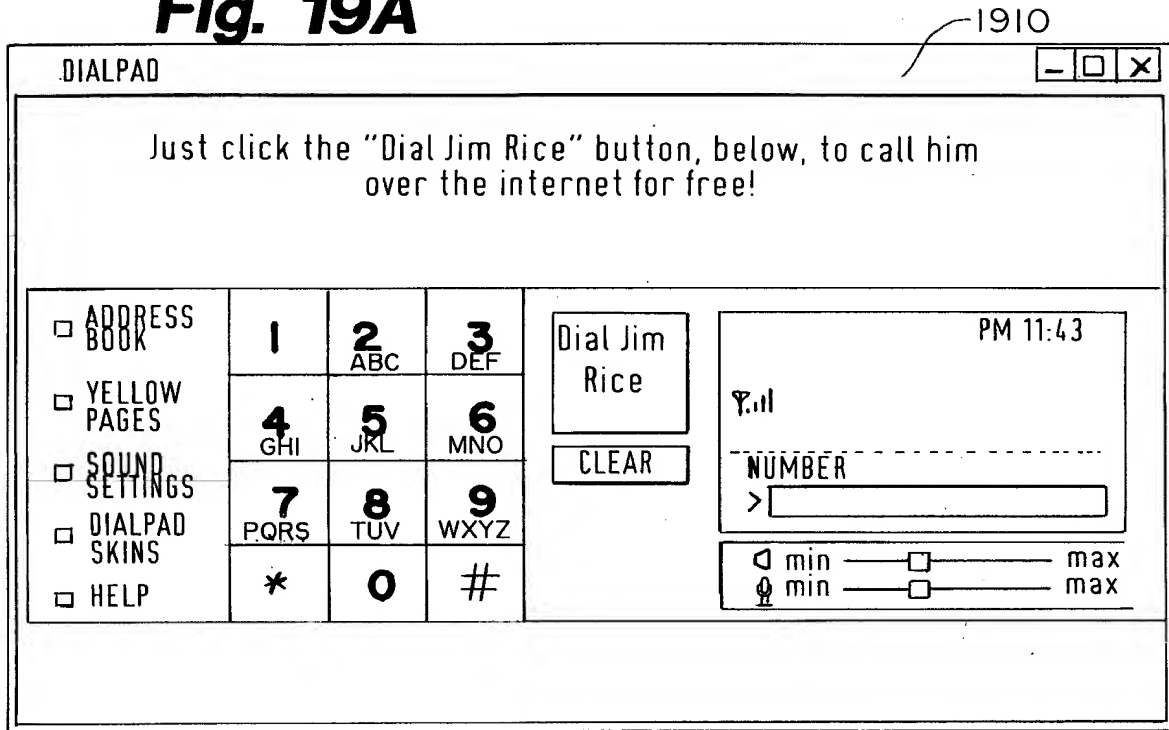 Fig. 19A
1910
DIALPAD
Just click the "Dial Jim Rice" button, below, to call him
over the internet for free!
ADDRESS
BOOK
YELLOW
PAGES
SOUND
SETTINGS
DIALPAD
SKINS
HELP
1
2
ABC
3
DEF
4
GHI
5
JKL
6
MNO
7
PQRS
8
TUV
9
WXYZ
*
0
#
Dial Jim
Rice
CLEAR
PM 11:43
NUMBER
>
min max
min max